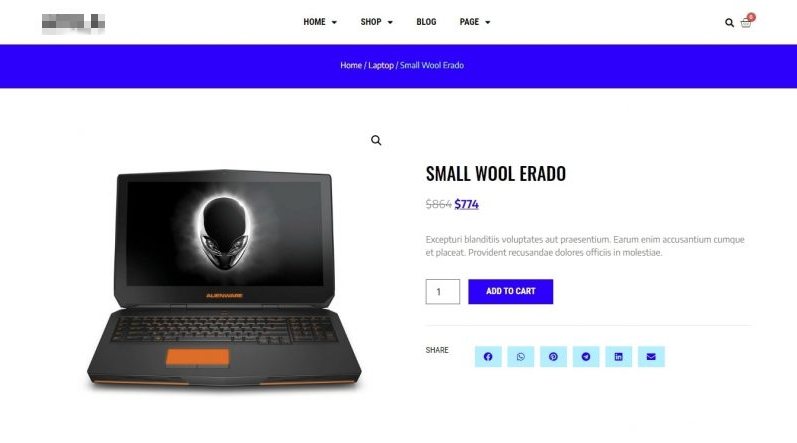 HOME SHOP BLOG PAGE
0
Home / Laptop / Small Wool Erado
SMALL WOOL ERADO
$864 $774
Excepturi blanditiis voluptates aut praesentium. Earum enim accusantium cumque
et placeat. Provident recusandae dolores officiis in molestiae.
1 ADD TO CART
ALIENWARE
SHARE